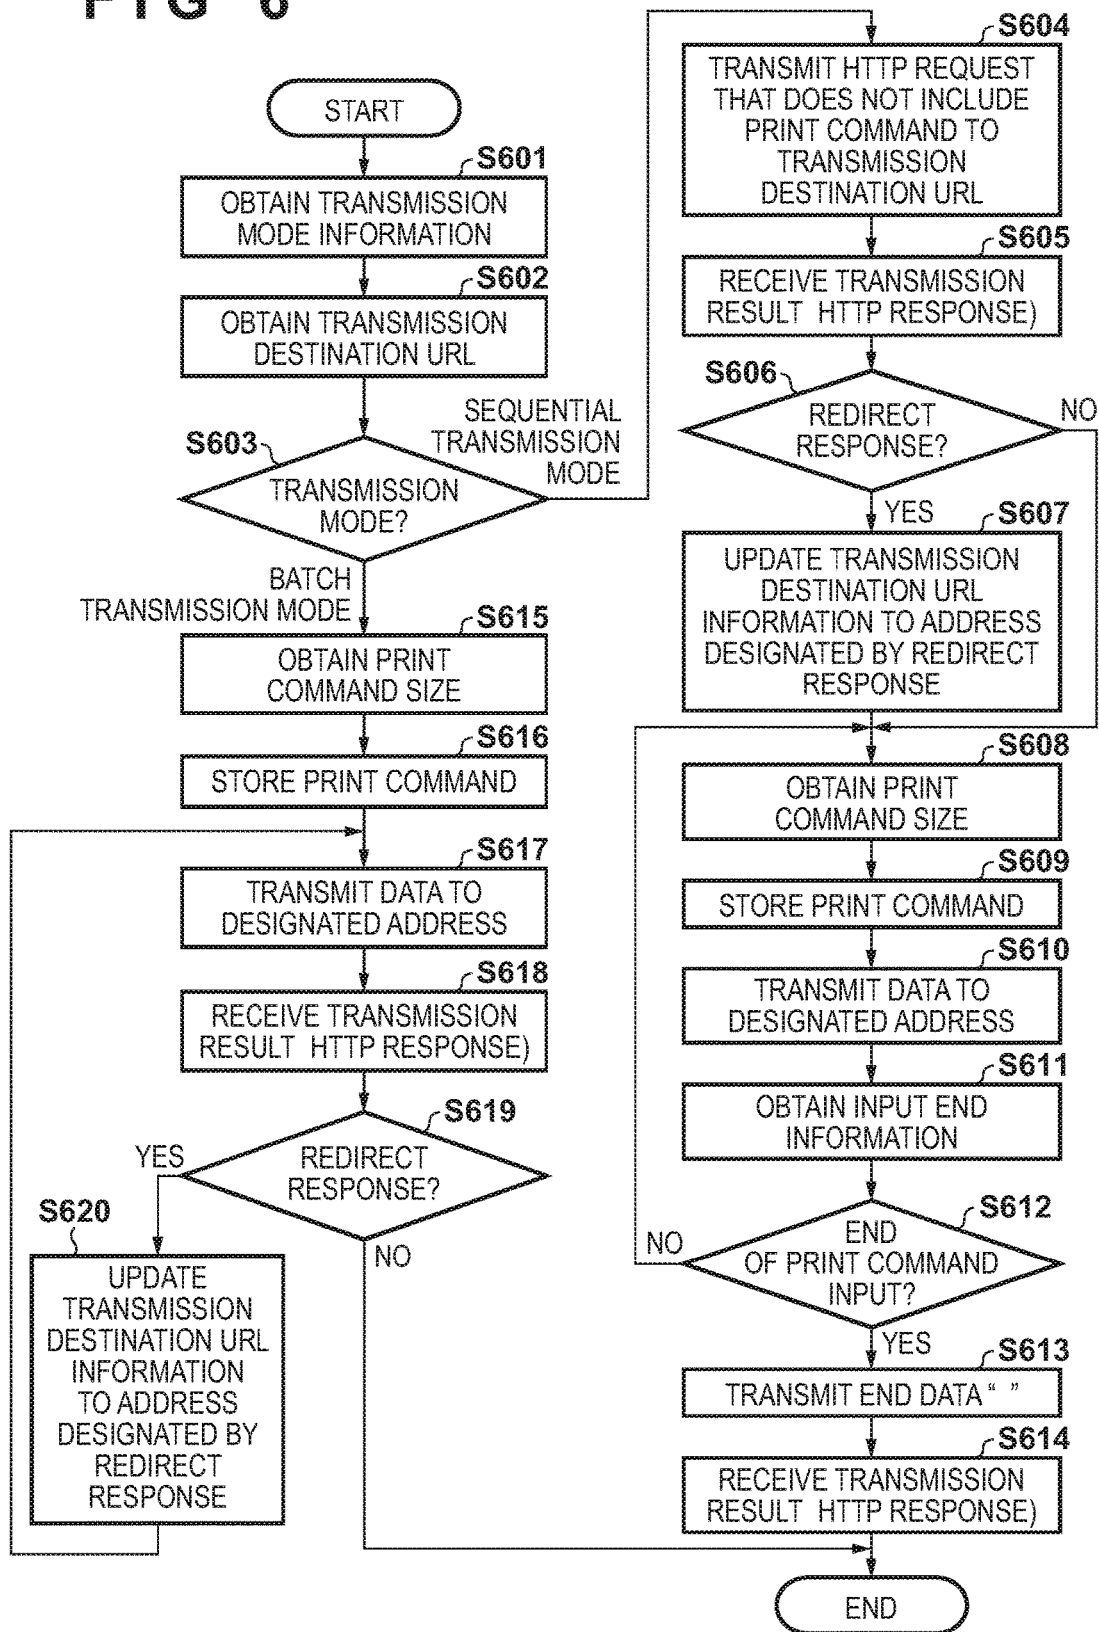 FIG 6
START
S601
OBTAIN TRANSMISSION
MODE INFORMATION
S602
OBTAIN TRANSMISSION
DESTINATION URL
S603
TRANSMISSION
MODE?
SEQUENTIAL
TRANSMISSION
MODE
BATCH
TRANSMISSION MODE
S615
OBTAIN PRINT
COMMAND SIZE
S616
STORE PRINT COMMAND
S617
TRANSMIT DATA TO
DESIGNATED ADDRESS
S618
RECEIVE TRANSMISSION
RESULT HTTP RESPONSE)
S619
REDIRECT
RESPONSE?
YES
NO
S620
UPDATE
TRANSMISSION
DESTINATION URL
INFORMATION
TO ADDRESS
DESIGNATED BY
REDIRECT
RESPONSE
S604
TRANSMIT HTTP REQUEST
THAT DOES NOT INCLUDE
PRINT COMMAND TO
TRANSMISSION
DESTINATION URL
S605
RECEIVE TRANSMISSION
RESULT HTTP RESPONSE)
S606
REDIRECT
RESPONSE?
NO
YES
S607
UPDATE TRANSMISSION
DESTINATION URL
INFORMATION TO ADDRESS
DESIGNATED BY REDIRECT
RESPONSE
S608
OBTAIN PRINT
COMMAND SIZE
S609
STORE PRINT COMMAND
S610
TRANSMIT DATA TO
DESIGNATED ADDRESS
S611
OBTAIN INPUT END
INFORMATION
S612
END
OF PRINT COMMAND
INPUT?
NO
YES
S613
TRANSMIT END DATA “ ”
S614
RECEIVE TRANSMISSION
RESULT HTTP RESPONSE)
END